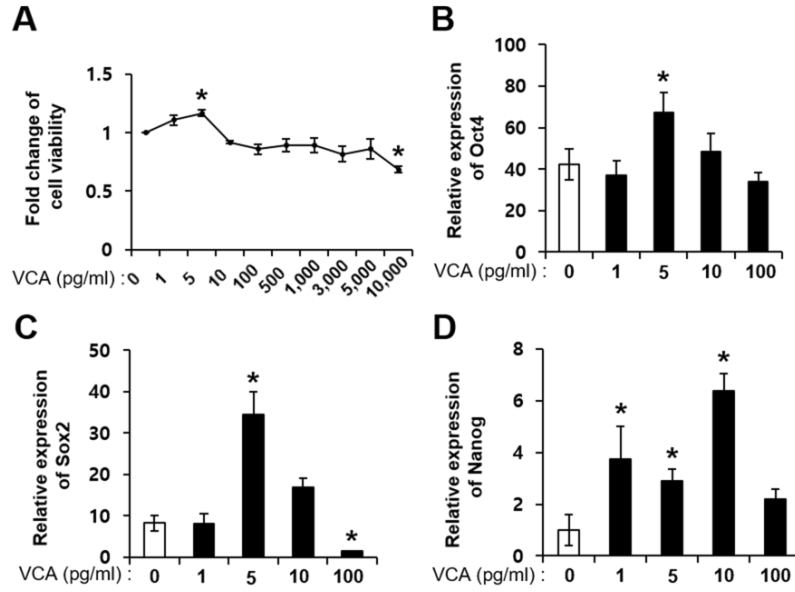 A
Fold change of
cell viability
1.5
1
0.5
0
VCA (pg/ml) : 0 1 5 10 100 500 1,000 3,000 5,000 10,000
*
*
B
Relative expression
of Oct4
100
80
60
40
20
0
*
VCA (pg/ml) : 0 1 5 10 100
C
Relative expression
of Sox2
50
40
30
20
10
0
*
*
VCA (pg/ml) : 0 1 5 10 100
D
Relative expression
of Nanog
8
6
4
2
0
*
*
*
VCA (pg/ml) : 0 1 5 10 100